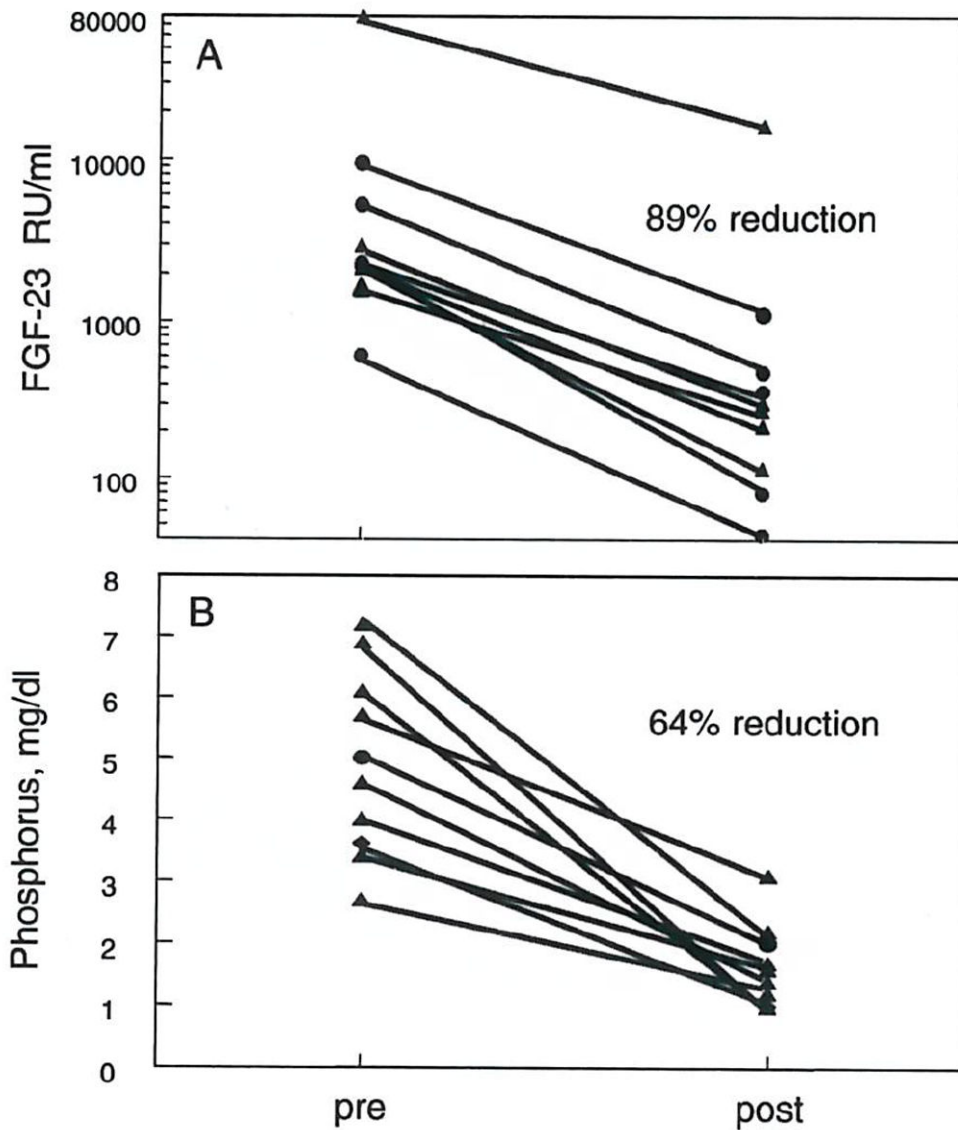 80000
A
10000
89% reduction
FGF-23 RU/ml
1000
100
8
B
7
6
64% reduction
5
Phosphorus, mg/dl
4
3
2
1
0
pre post